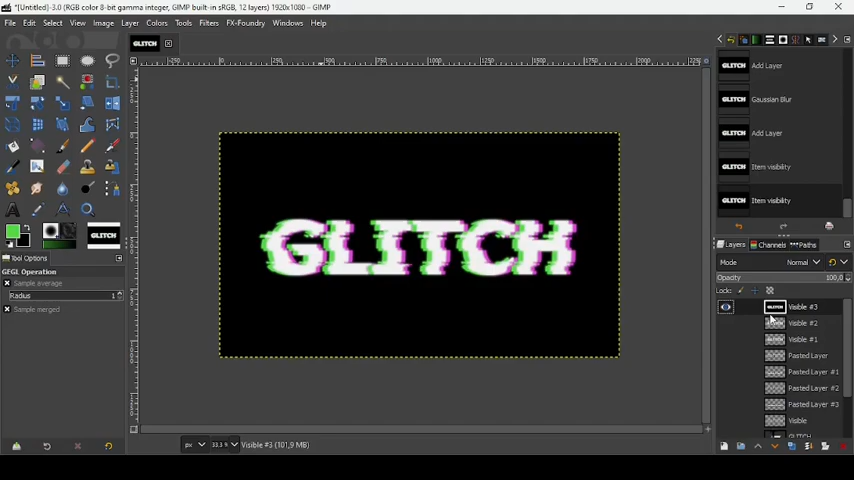 *[Untitled]-3.0 (RGB color 8-bit gamma integer, GIMP built-in sRGB, 12 layers) 1920x1080 – GIMP
File Edit Select View Image Layer Colors Tools Filters FX-Foundry Windows Help
GLITCH
Add Layer
Gaussian Blur
Add Layer
Item visibility
Item visibility
GLITCH
Tool Options
GEGL Operation
Sample average
Radius 1
Sample merged
Layers Channels Paths
Mode Normal
Opacity 100,0
Lock:
Visible #3
Visible #2
Visible #1
Pasted Layer
Pasted Layer #1
Pasted Layer #2
Pasted Layer #3
Visible
GLITCH
px 33.3 Visible #3 (101,9 MB)